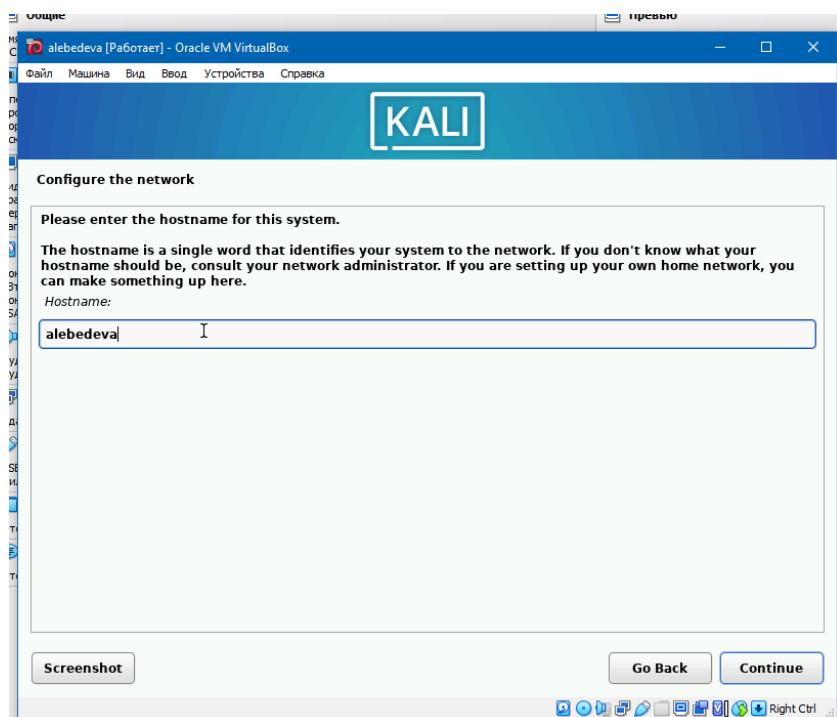 Общие
Превью
alebedeva [Работает] - Oracle VM VirtualBox
Файл Машина Вид Ввод Устройства Справка
KALI
Configure the network
Please enter the hostname for this system.
The hostname is a single word that identifies your system to the network. If you don't know what your
hostname should be, consult your network administrator. If you are setting up your own home network, you
can make something up here.
Hostname:
alebedeva
Screenshot
Go Back
Continue
Right Ctrl